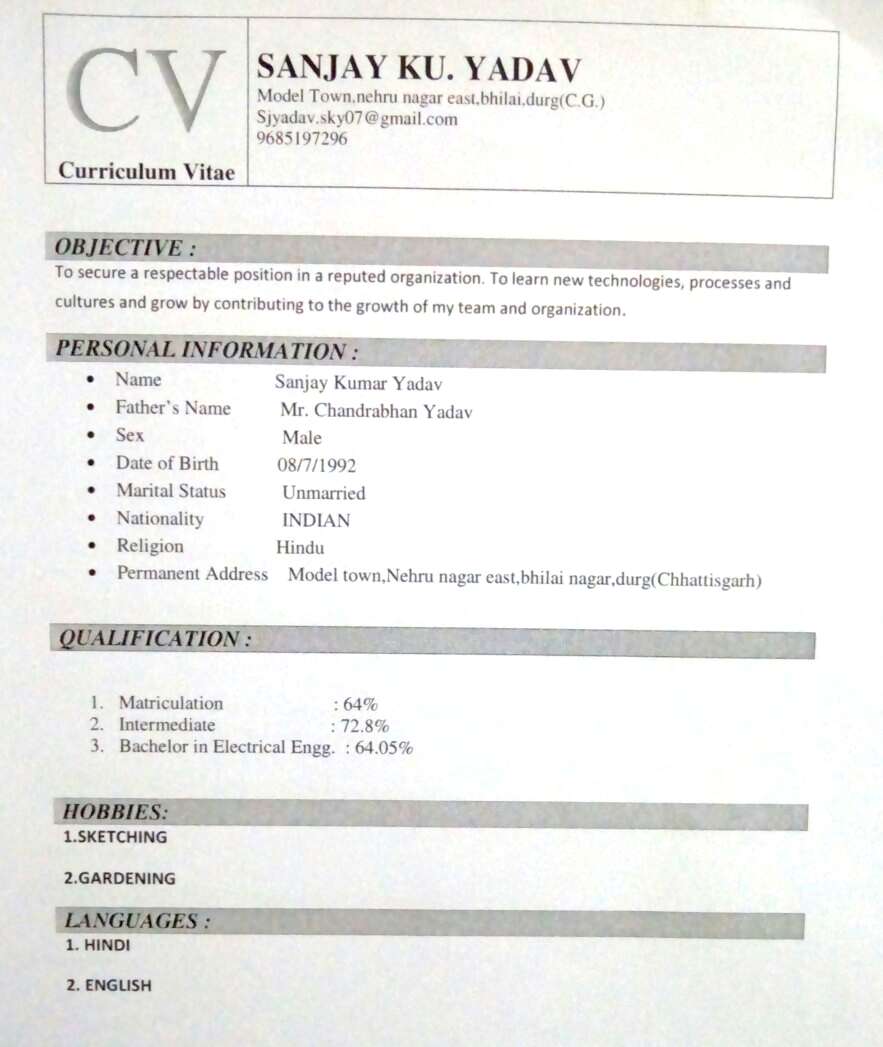 CV
Curriculum Vitae
SANJAY KU. YADAV
Model Town,nehru nagar east,bhilai,durg(C.G.)
Sjyadav.sky07@gmail.com
9685197296
OBJECTIVE :
To secure a respectable position in a reputed organization. To learn new technologies, processes and
cultures and grow by contributing to the growth of my team and organization.
PERSONAL INFORMATION :
• Name Sanjay Kumar Yadav
• Father's Name Mr. Chandrabhan Yadav
• Sex Male
• Date of Birth 08/7/1992
• Marital Status Unmarried
• Nationality INDIAN
• Religion Hindu
• Permanent Address Model town,Nehru nagar east,bhilai nagar,durg(Chhattisgarh)
QUALIFICATION :
1. Matriculation : 64%
2. Intermediate : 72.8%
3. Bachelor in Electrical Engg. : 64.05%
HOBBIES:
1.SKETCHING
2.GARDENING
LANGUAGES :
1. HINDI
2. ENGLISH